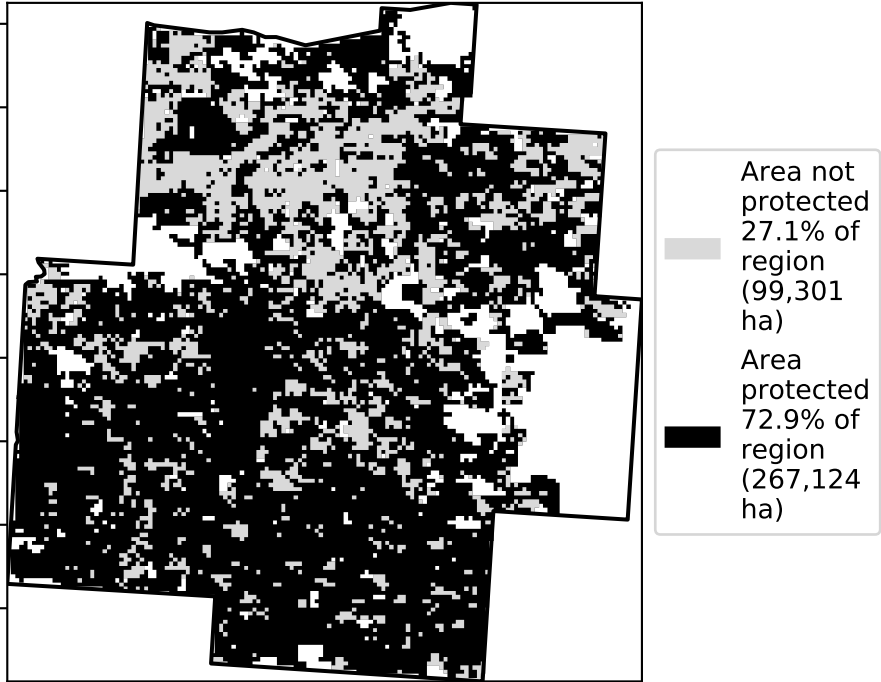 Area not
protected
27.1% of
region
(99,301
ha)
Area
protected
72.9% of
region
(267,124
ha)